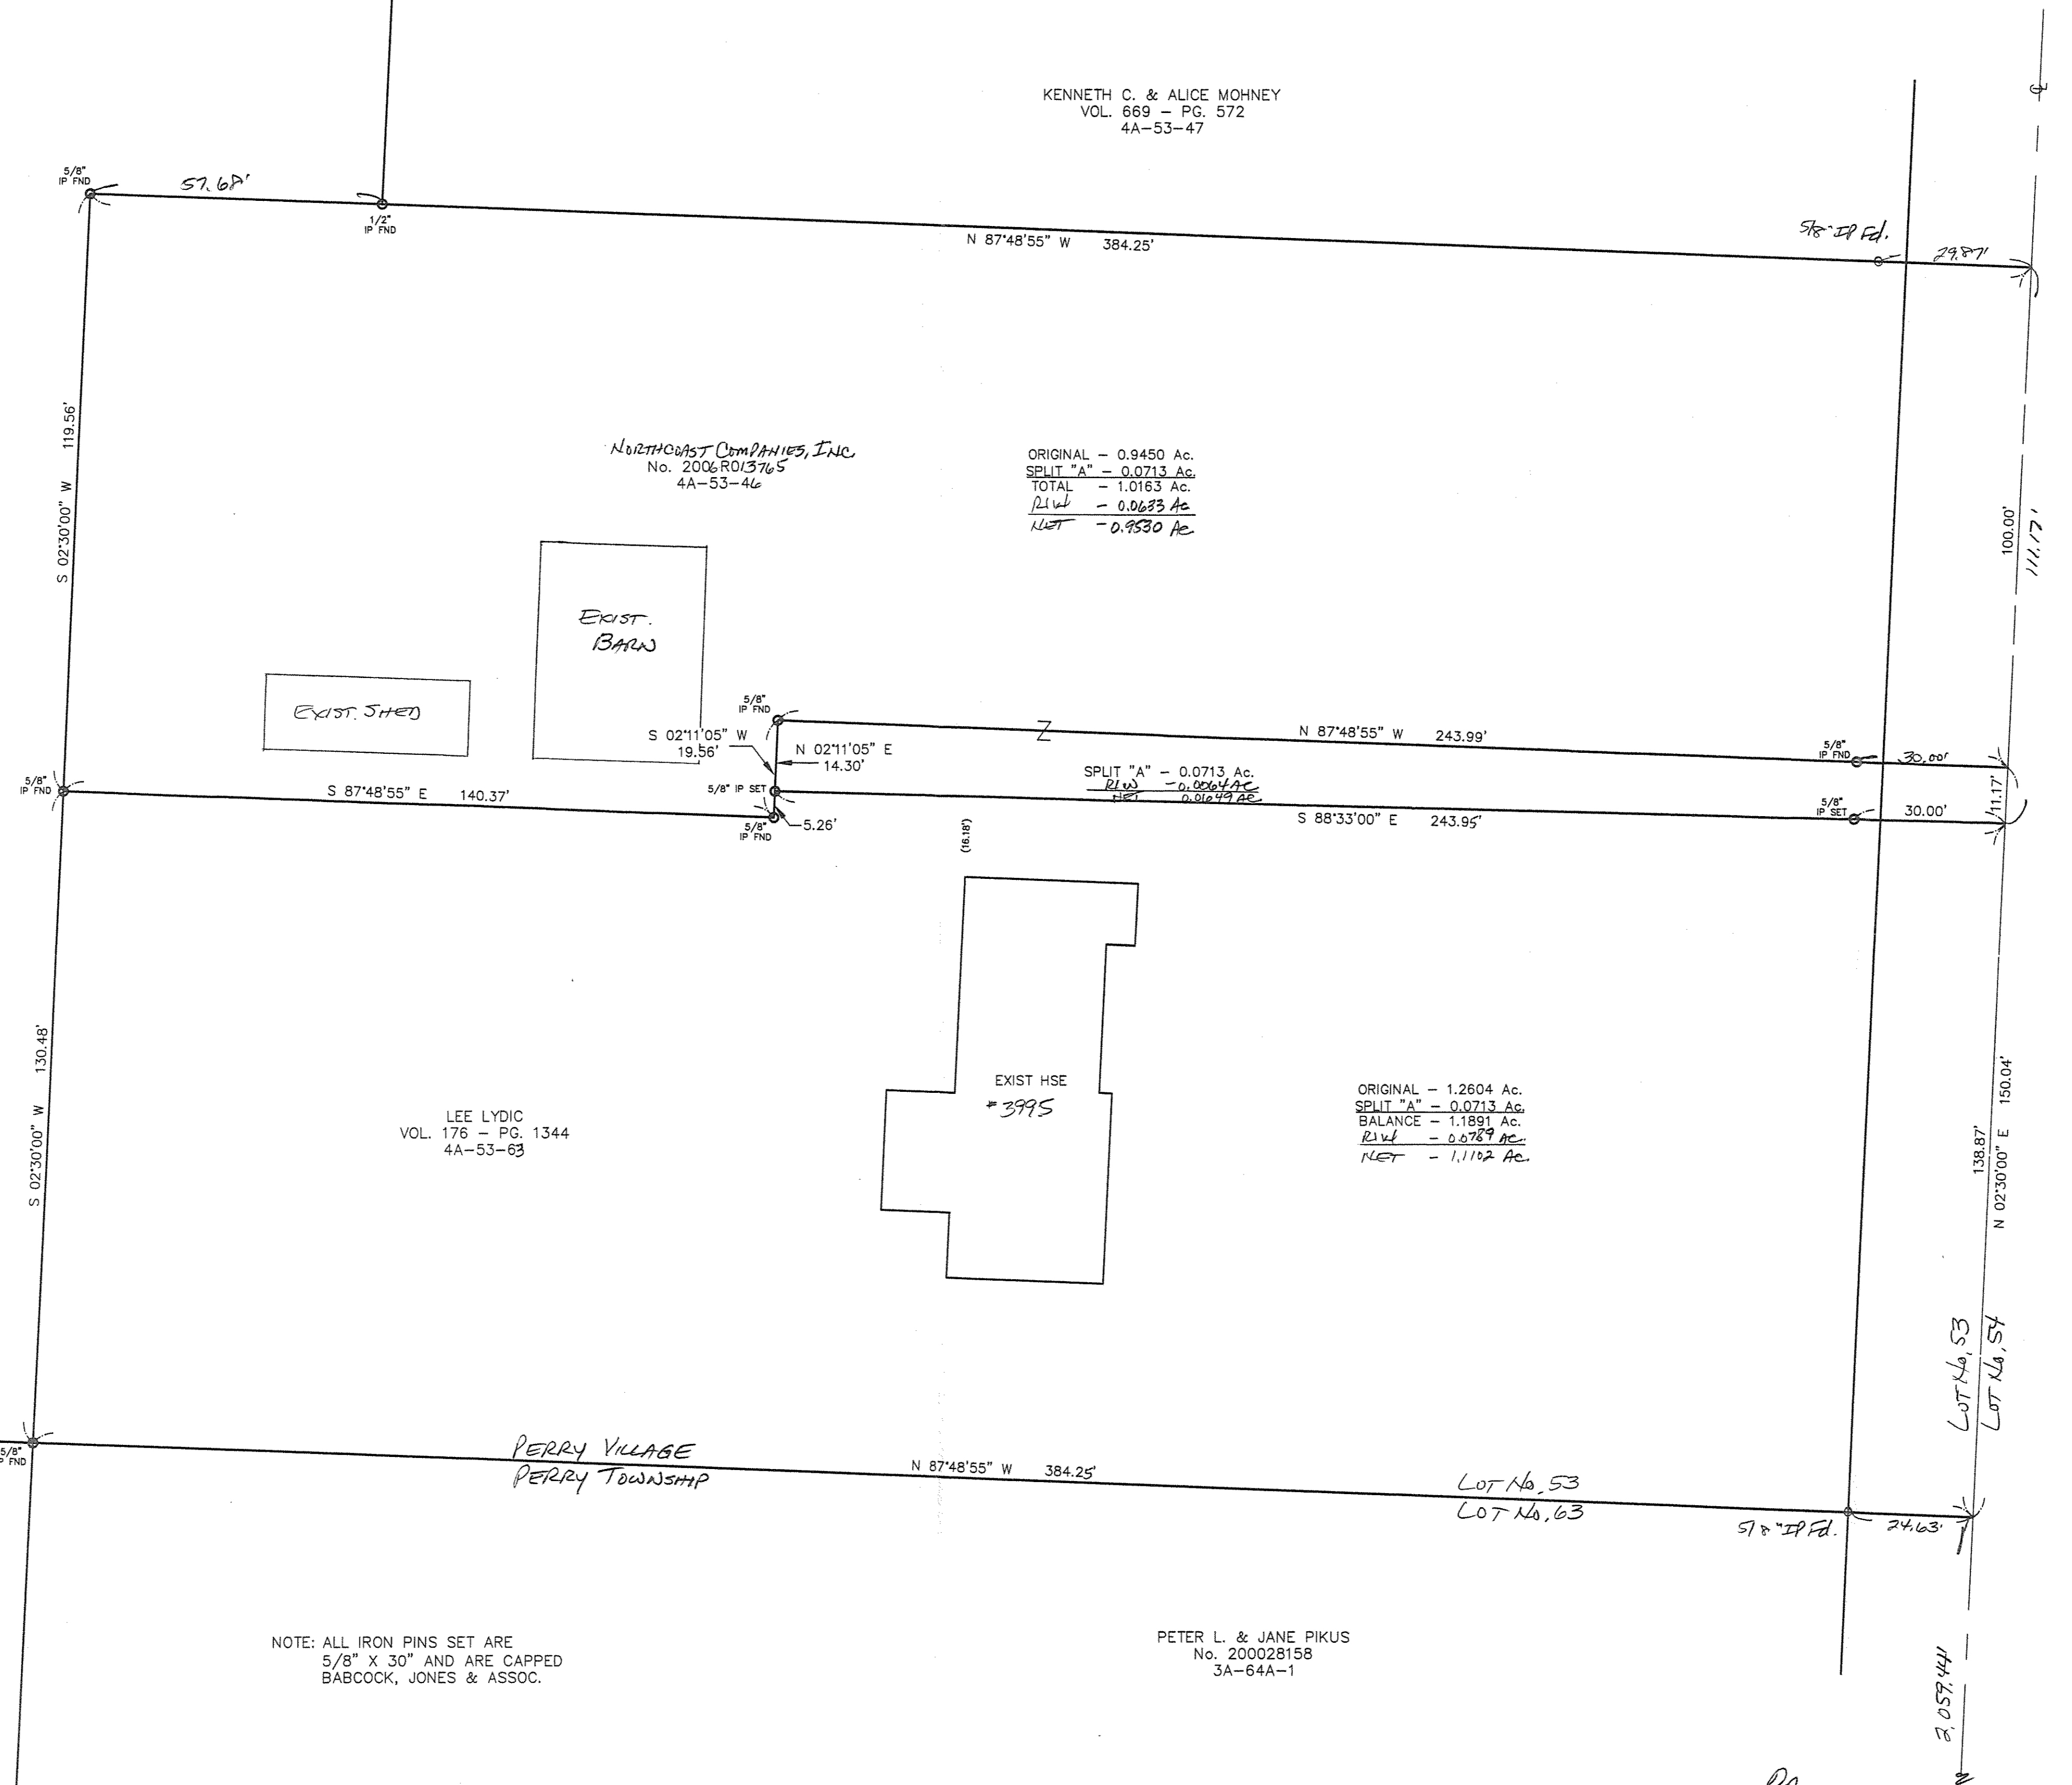 KENNETH C. & ALICE MOHNEY
VOL. 669 – PG. 572
4A–53–47
5/8"
IP FND
57.68'
1/2"
IP FND
N 87°48'55" W 384.25'
5/8" IP Fd.
29.87'
S 02°30'00" W 119.56'
NORTHCOAST COMPANIES, INC.
No. 2006R013765
4A–53–46
ORIGINAL – 0.9450 Ac.
SPLIT "A" – 0.0713 Ac.
TOTAL – 1.0163 Ac.
R/W – 0.0633 Ac
NET – 0.9530 Ac
100.00'
111.17'
EXIST.
BARN
EXIST. SHED
5/8"
IP FND
S 02°11'05" W
19.56'
N 02°11'05" E
14.30'
Z
N 87°48'55" W 243.99'
5/8"
IP FND
30.00'
11.17'
5/8"
IP FND
S 87°48'55" E 140.37'
5/8" IP SET
5/8"
IP FND
5.26'
SPLIT "A" – 0.0713 Ac.
R/W – 0.0064 AC
NET 0.01649 AC
S 88°33'00" E 243.95'
5/8"
IP SET
30.00'
(16.18')
S 02°30'00" W 130.48'
EXIST HSE
#3995
LEE LYDIC
VOL. 176 – PG. 1344
4A–53–63
ORIGINAL – 1.2604 Ac.
SPLIT "A" – 0.0713 Ac.
BALANCE – 1.1891 Ac.
R/W – 0.0789 AC.
NET – 1.1102 AC.
138.87'
N 02°30'00" E 150.04'
LOT No. 53
LOT No. 54
5/8"
FND
PERRY VILLAGE
PERRY TOWNSHIP
N 87°48'55" W 384.25'
LOT No. 53
LOT No. 63
5/8" IP Fd.
24.63'
NOTE: ALL IRON PINS SET ARE
5/8" X 30" AND ARE CAPPED
BABCOCK, JONES & ASSOC.
PETER L. & JANE PIKUS
No. 200028158
3A–64A–1
2,059.44'